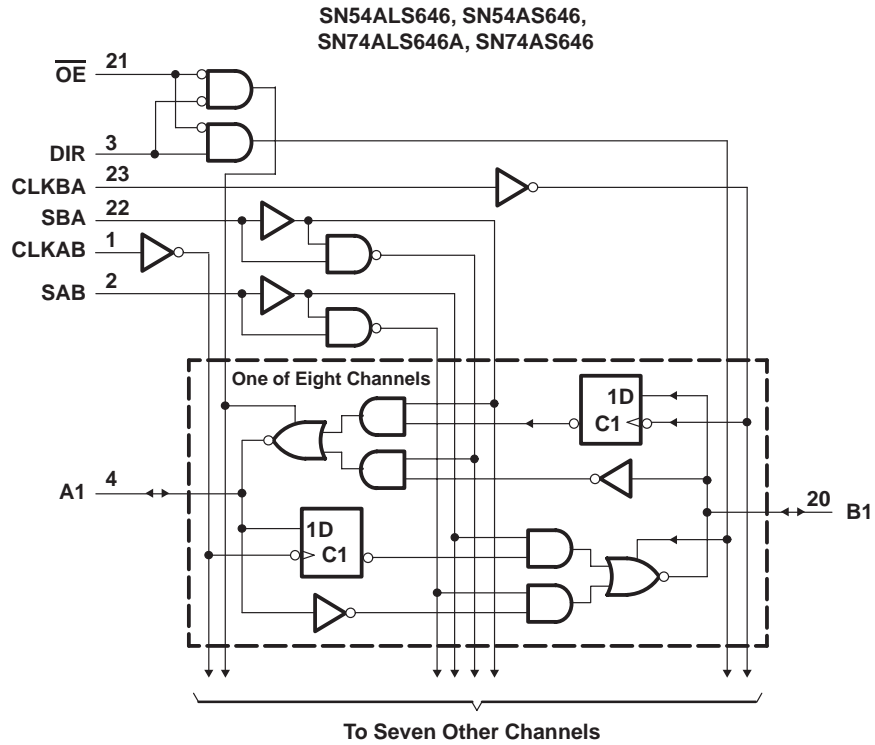 SN54ALS646, SN54AS646,
SN74ALS646A, SN74AS646
OE 21
DIR 3
CLKBA 23
SBA 22
CLKAB 1
SAB 2
One of Eight Channels
1D
C1
A1 4
20 B1
1D
C1
To Seven Other Channels